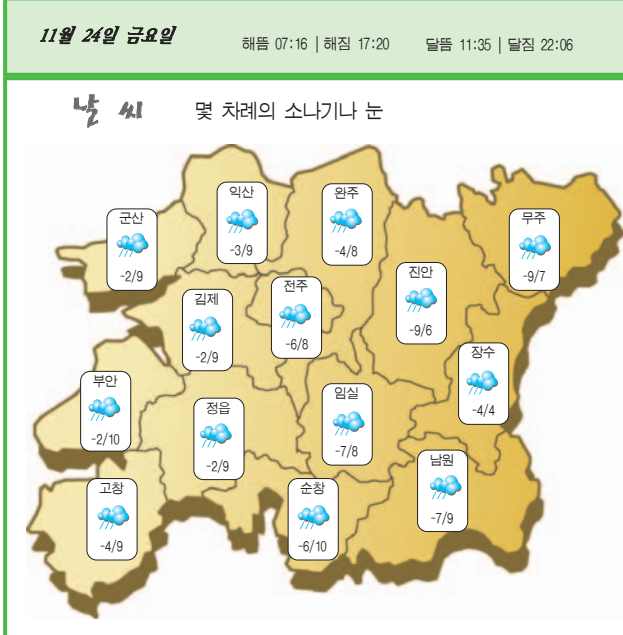 11월 24일 금요일
해뜸 07:16 | 해짐 17:20 달뜸 11:35 | 달짐 22:06
날씨 몇 차례의 소나기나 눈
익산
-3/9
완주
-4/8
군산
-2/9
무주
-9/7
진안
-9/6
전주
-6/8
김제
-2/9
장수
-4/4
부안
-2/10
임실
-7/8
정읍
-2/9
남원
-7/9
고창
-4/9
순창
-6/10